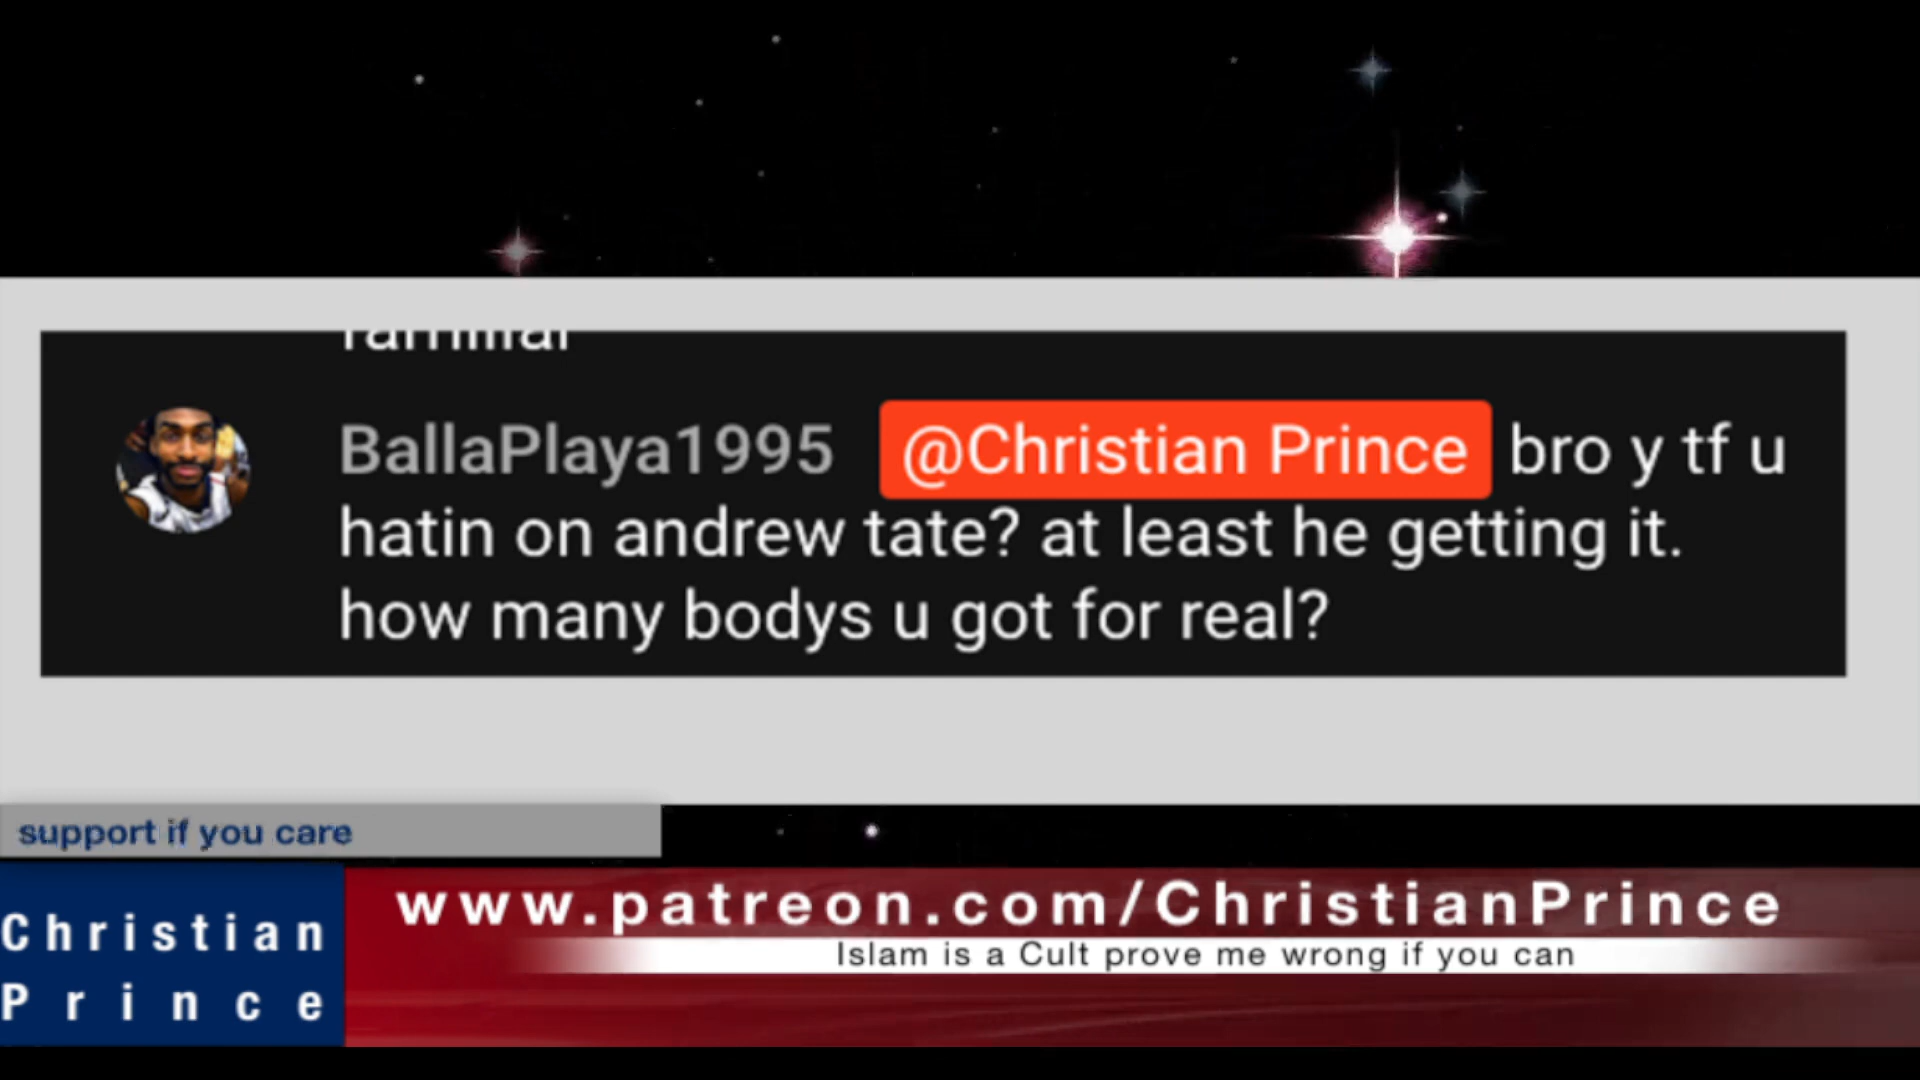 familiar
BallaPlaya1995 @Christian Prince bro y tf u
hatin on andrew tate? at least he getting it.
how many bodys u got for real?
support if you care
Christian
Prince
www.patreon.com/ChristianPrince
Islam is a Cult prove me wrong if you can